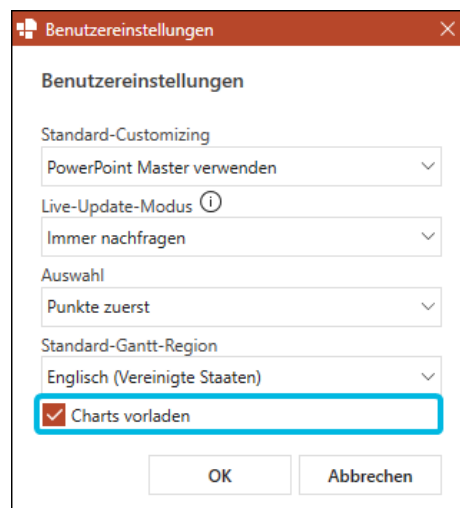 Benutzereinstellungen
Benutzereinstellungen
Standard-Customizing
PowerPoint Master verwenden
Live-Update-Modus
Immer nachfragen
Auswahl
Punkte zuerst
Standard-Gantt-Region
Englisch (Vereinigte Staaten)
Charts vorladen
OK Abbrechen